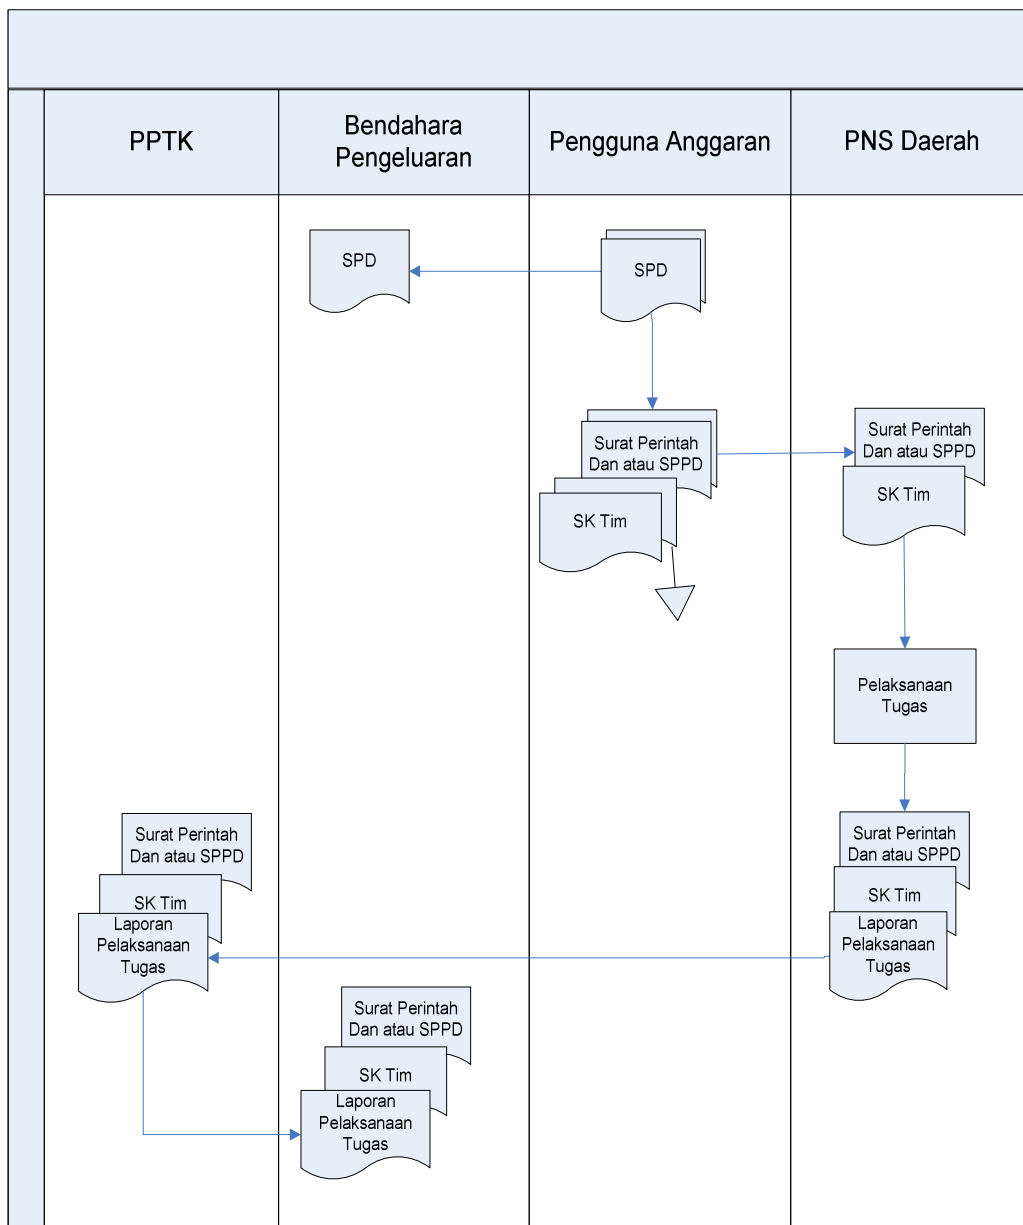 PPTK
Bendahara
Pengeluaran
Pengguna Anggaran
PNS Daerah
SPD
SPD
Surat Perintah
Dan atau SPPD
SK Tim
Surat Perintah
Dan atau SPPD
SK Tim
Pelaksanaan
Tugas
Surat Perintah
Dan atau SPPD
SK Tim
Laporan
Pelaksanaan
Tugas
Surat Perintah
Dan atau SPPD
SK Tim
Laporan
Pelaksanaan
Tugas
Surat Perintah
Dan atau SPPD
SK Tim
Laporan
Pelaksanaan
Tugas